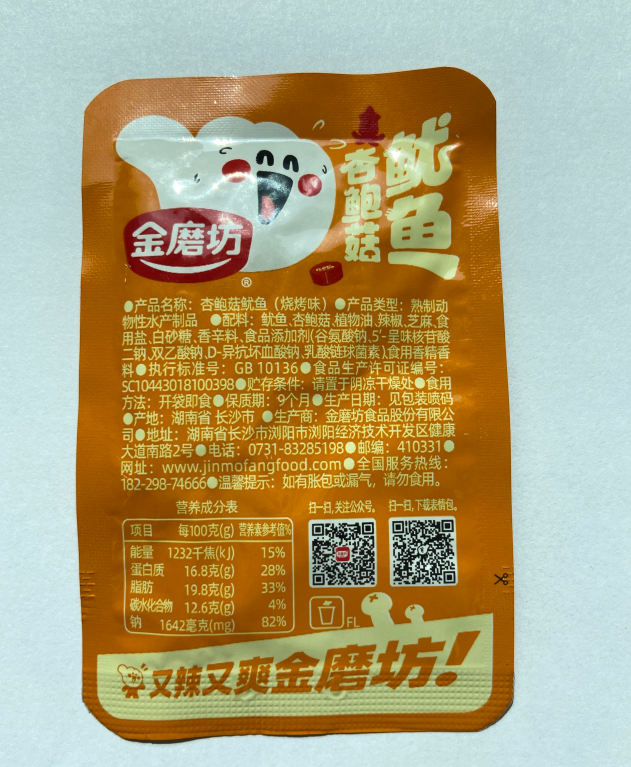 鱿鱼
杏鲍菇
金磨坊
®
●产品名称：杏鲍菇鱿鱼（烧烤味）●产品类型：熟制动
物性水产制品 ●配料：鱿鱼、杏鲍菇、植物油、辣椒、芝麻、食
用盐、白砂糖、香辛料、食品添加剂(谷氨酸钠、5'-呈味核苷酸
二钠、双乙酸钠、D-异抗坏血酸钠、乳酸链球菌素)、食用香精香
料●执行标准号：GB 10136●食品生产许可证编号：
SC10443018100398●贮存条件：请置于阴凉干燥处●食用
方法：开袋即食●保质期：9个月●生产日期：见包装喷码
●产地：湖南省 长沙市 ●生产商：金磨坊食品股份有限公
司●地址：湖南省长沙市浏阳市浏阳经济技术开发区健康
大道南路2号●电话：0731-83285198●邮编：410331●
网址：www.jinmofangfood.com●全国服务热线：
182-298-74666●温馨提示：如有胀包或漏气，请勿食用。
营养成分表
项目 每100克(g) 营养素参考值%
能量 1232千焦(kJ) 15%
蛋白质 16.8克(g) 28%
脂肪 19.8克(g) 33%
碳水化合物 12.6克(g) 4%
钠 1642毫克(mg) 82%
扫一扫,关注公众号。 扫一扫,下载表情包。
FL
又辣又爽金磨坊!